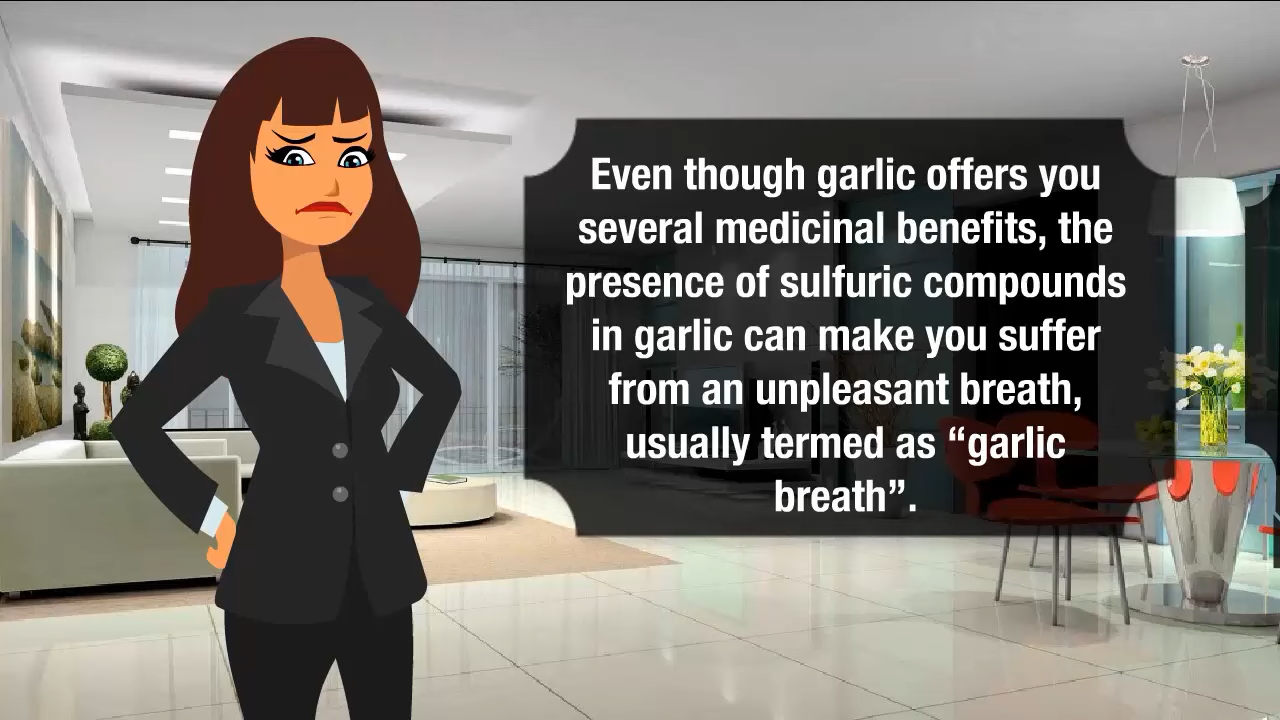 Even though garlic offers you
several medicinal benefits, the
presence of sulfuric compounds
in garlic can make you suffer
from an unpleasant breath,
usually termed as “garlic
breath”.